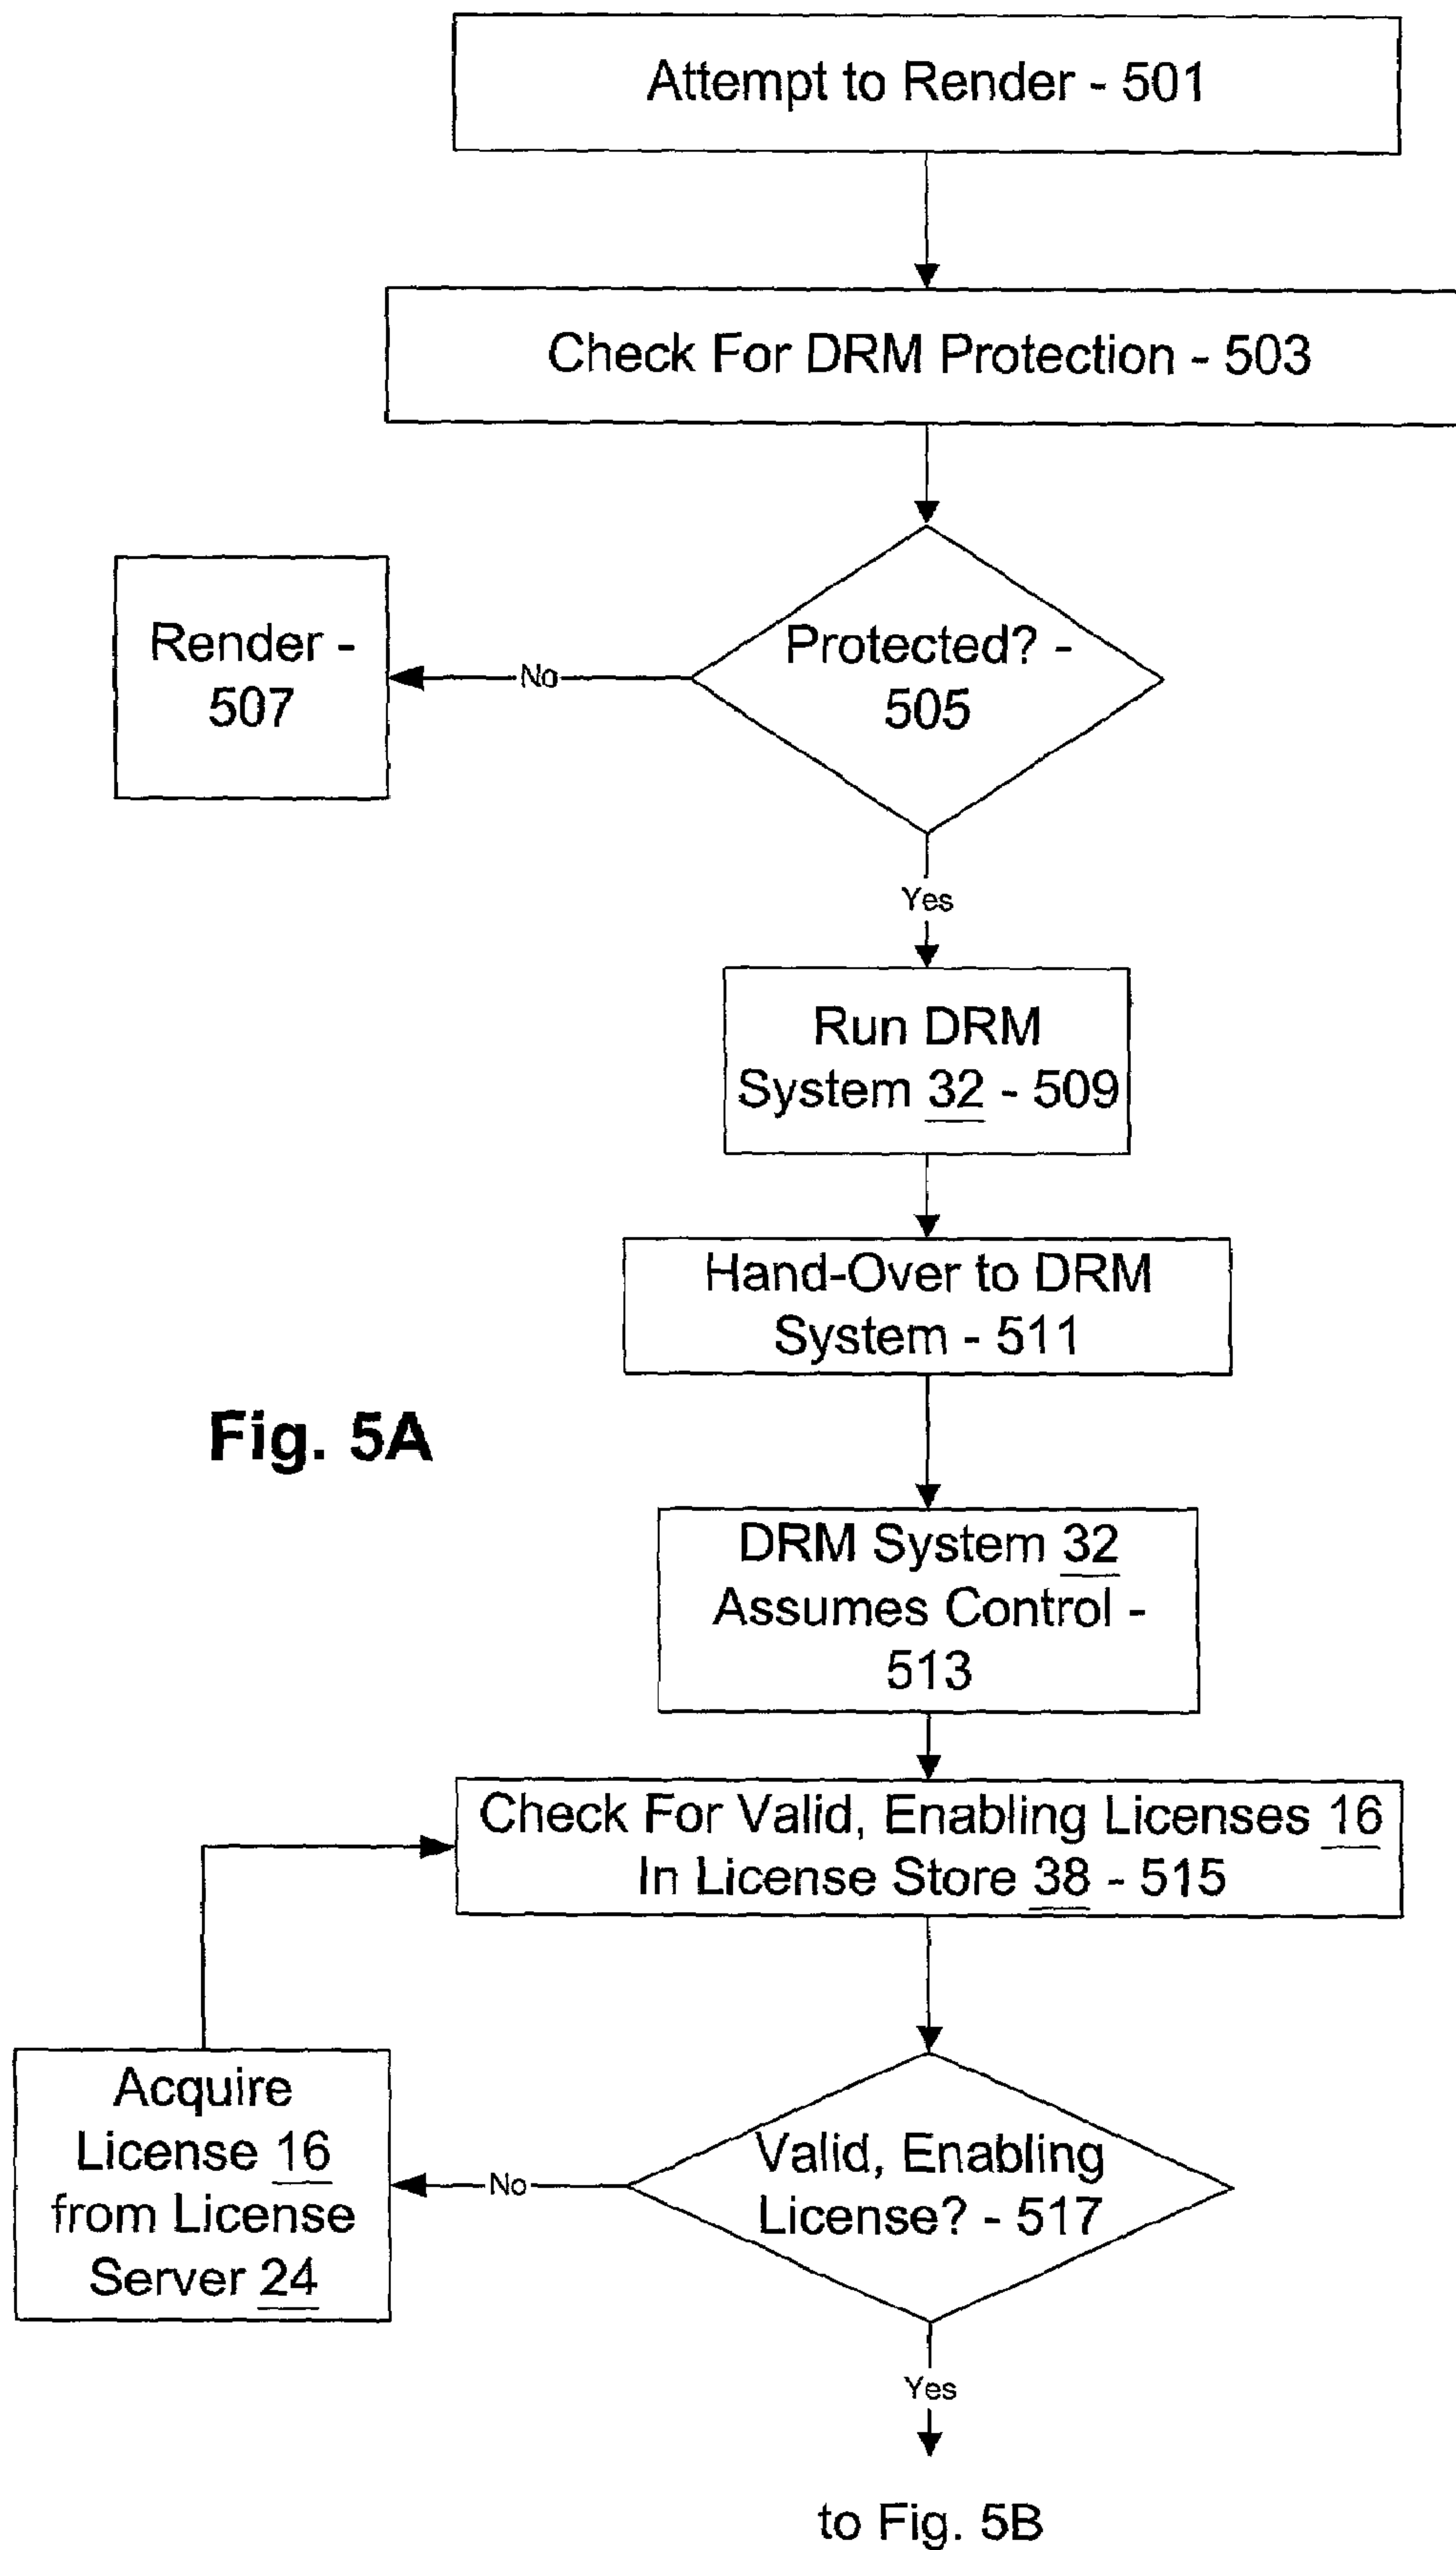 Attempt to Render - 501
Check For DRM Protection - 503
Protected? -
505
No
Render -
507
Yes
Run DRM
System 32 - 509
Hand-Over to DRM
System - 511
Fig. 5A
DRM System 32
Assumes Control -
513
Check For Valid, Enabling Licenses 16
In License Store 38 - 515
Valid, Enabling
License? - 517
No
Acquire
License 16
from License
Server 24
Yes
to Fig. 5B